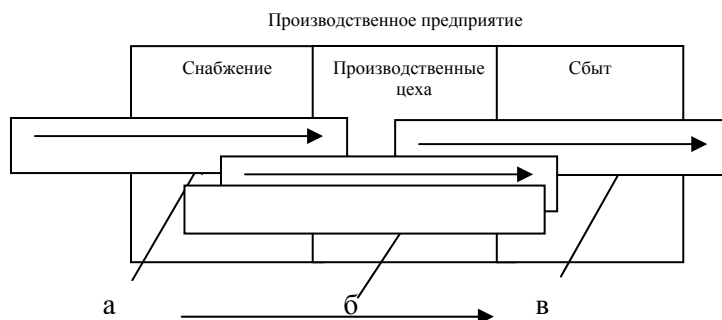 Производственное предприятие
Снабжение
Производственные
цеха
Сбыт
а
б
в